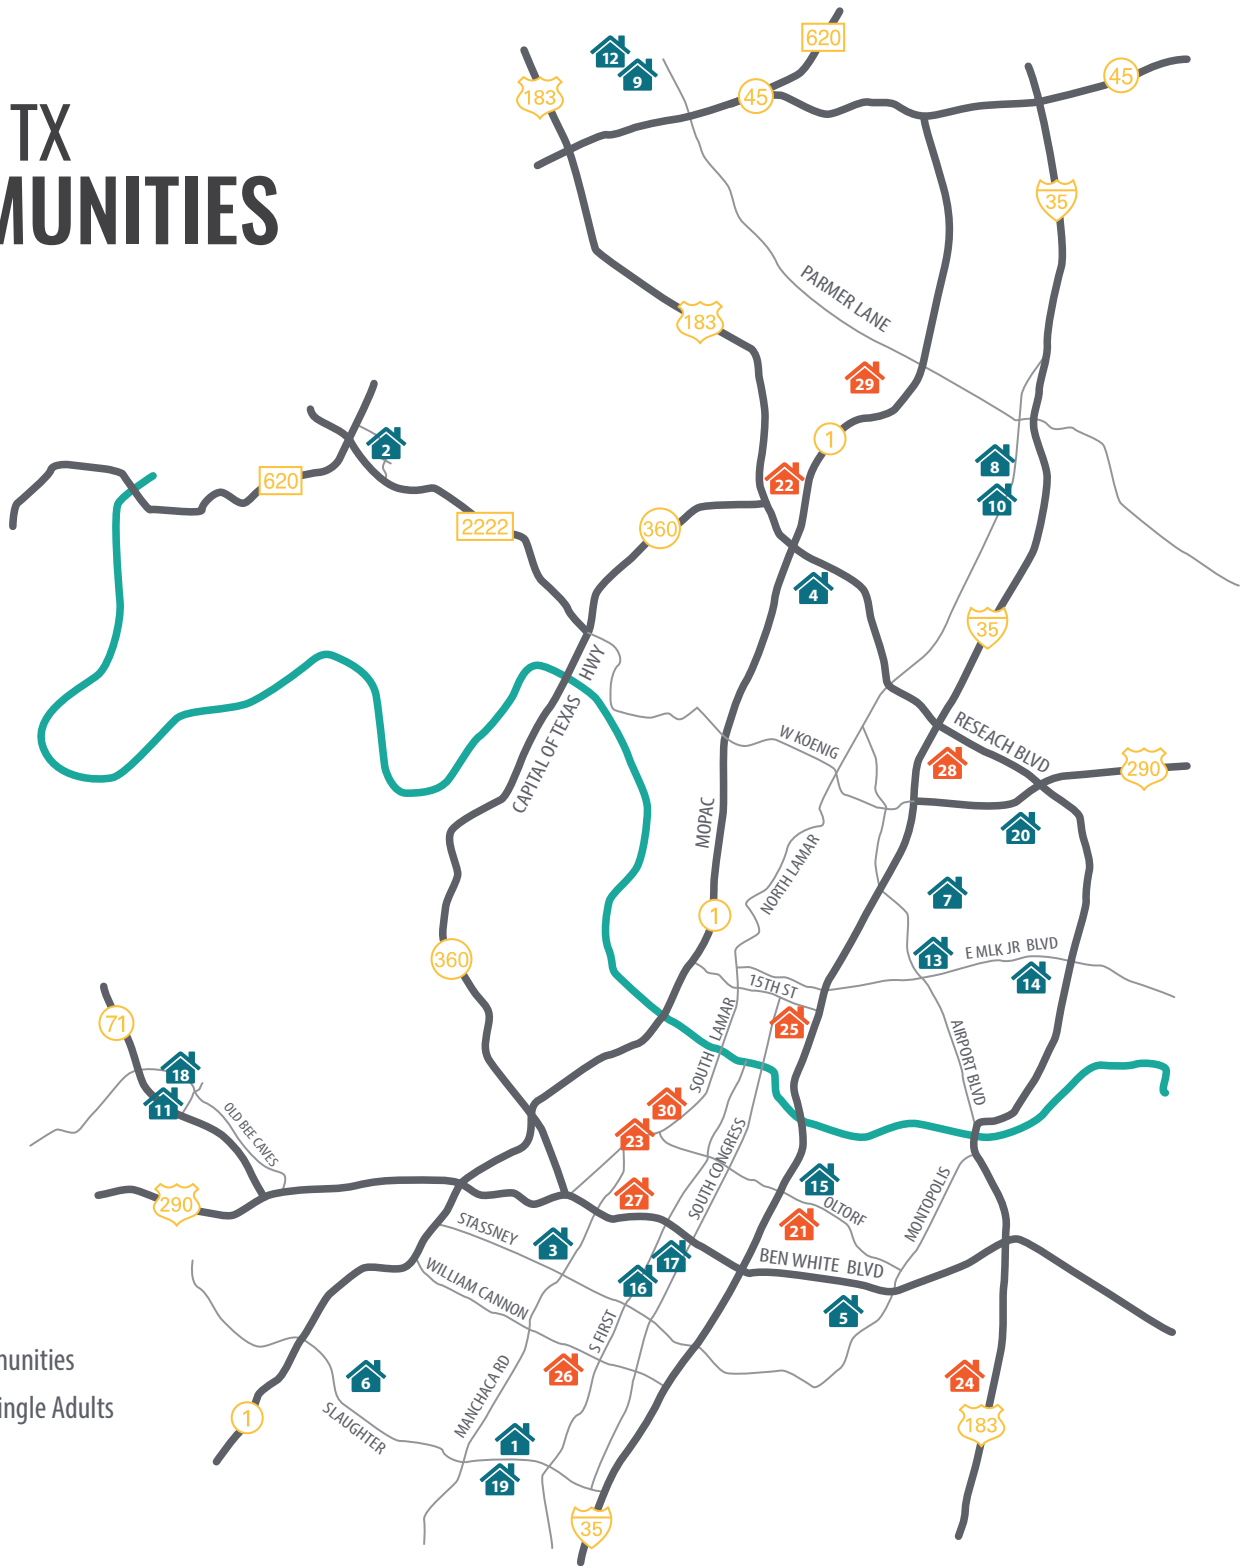 TX
MUNITIES
12
9
620
45
45
183
35
PARMER LANE
183
29
1
2
620
22
8
10
2222
360
4
35
CAPITAL OF TEXAS HWY
W KOENIG
RESEACH BLVD
28
290
MOPAC
20
NORTH LAMAR
7
1
360
13
E MLK JR BLVD
14
15TH ST
71
25
SOUTH LAMAR
AIRPORT BLVD
18
11
OLD BEE CAVES
30
23
SOUTH CONGRESS
290
27
15
OLTORF
MONTOPOLIS
21
STASSNEY
3
17
BEN WHITE BLVD
WILLIAM CANNON
16
5
S FIRST
munities
6
26
24
MANCHACA RD
ingle Adults
SLAUGHTER
1
1
183
19
35